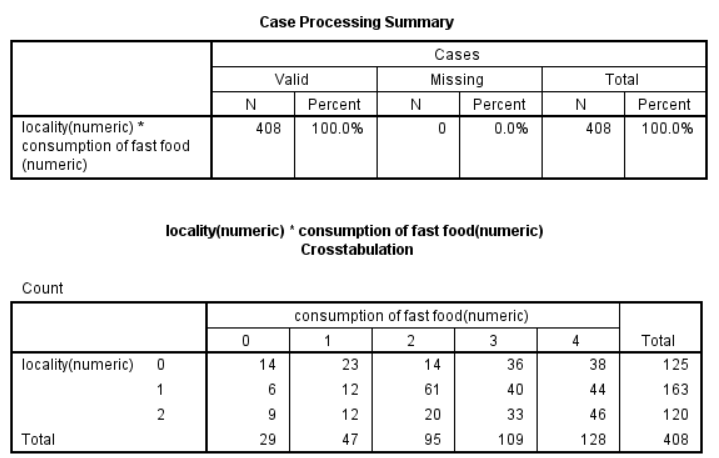 Case Processing Summary
Cases
Valid Missing Total
N Percent N Percent N Percent
locality(numeric) * 408 100.0% 0 0.0% 408 100.0%
consumption of fast food
(numeric)
locality(numeric) * consumption of fast food(numeric)
Crosstabulation
Count
consumption of fast food(numeric)
0 1 2 3 4 Total
locality(numeric) 0 14 23 14 36 38 125
1 6 12 61 40 44 163
2 9 12 20 33 46 120
Total 29 47 95 109 128 408